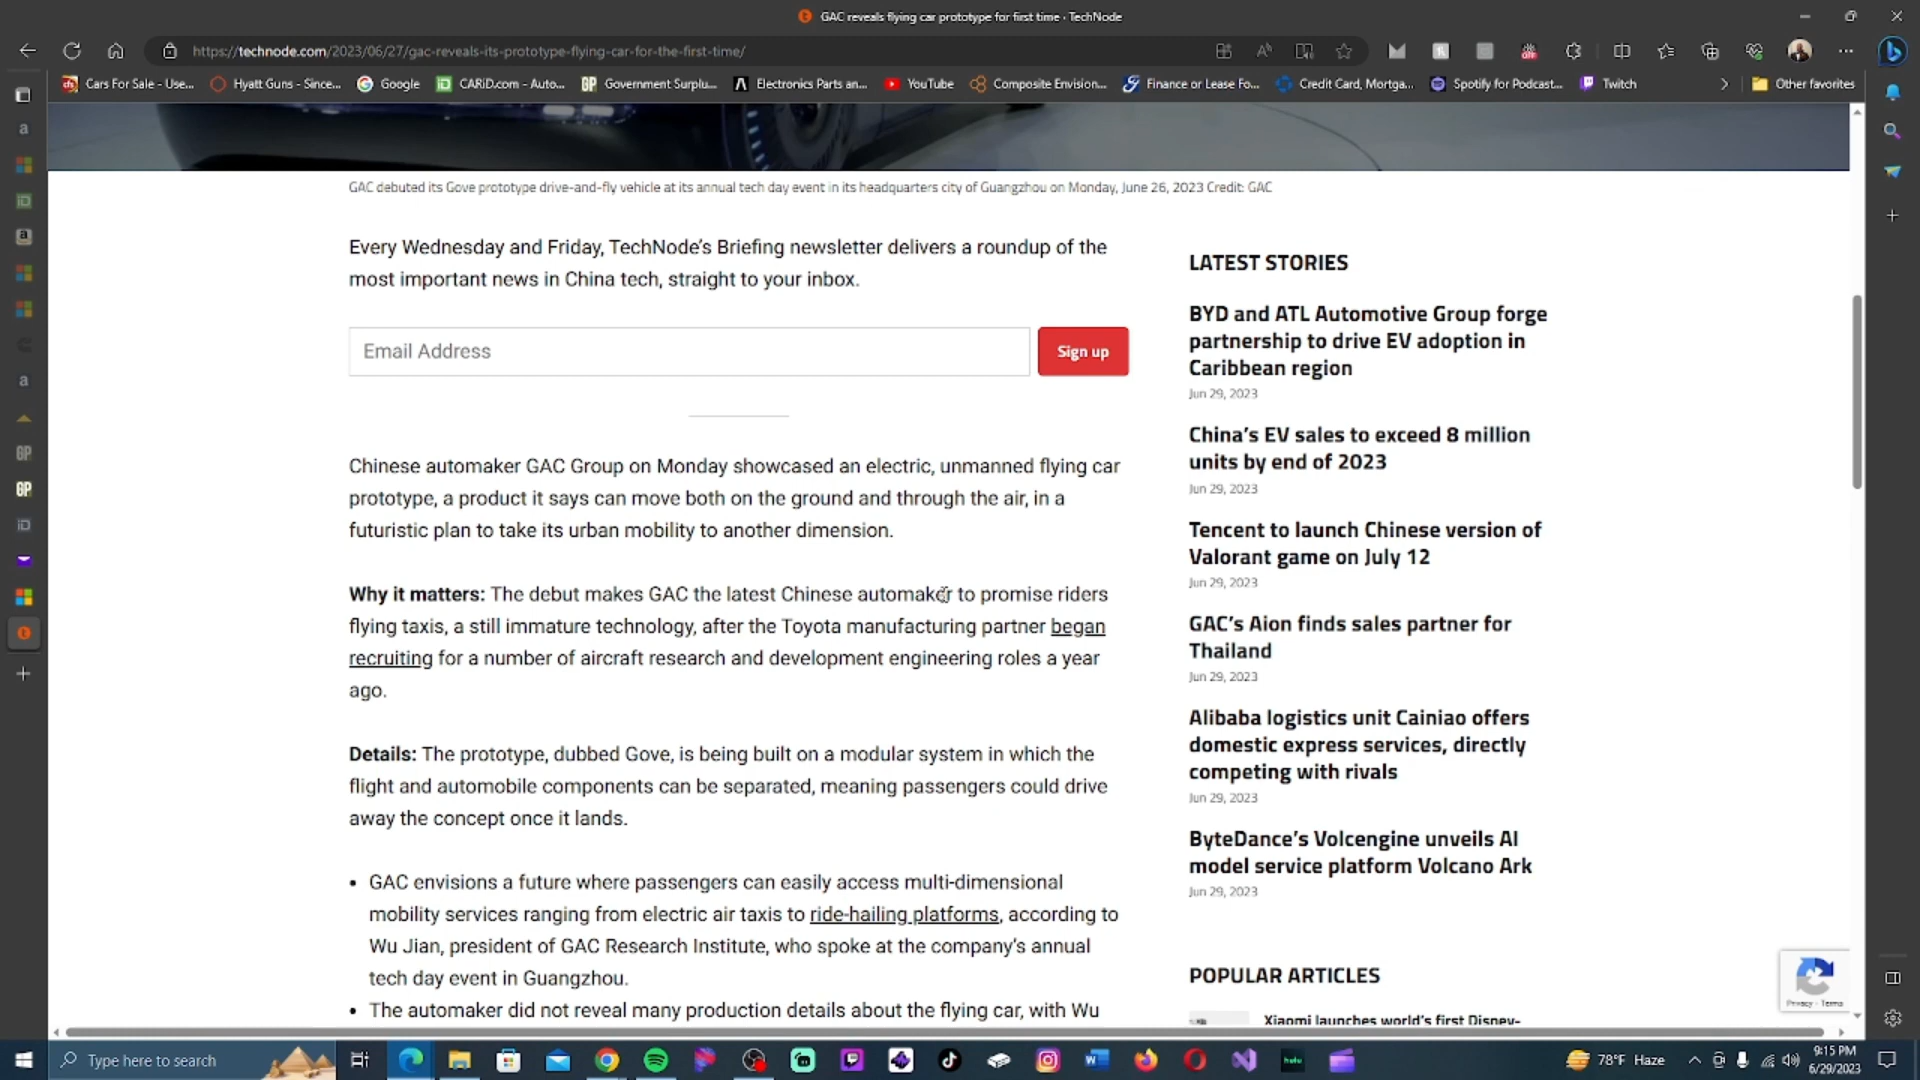 GAC reveals flying car prototype for first time · TechNode
https://technode.com/2023/06/27/gac-reveals-its-prototype-flying-car-for-the-first-time/
Cars For Sale - Use...
Hyatt Guns - Since...
Google
CARiD.com - Auto...
Government Surplu...
Electronics Parts an...
YouTube
Composite Envision...
Finance or Lease Fo...
Credit Card, Mortga...
Spotify for Podcast...
Twitch
Other favorites
GAC debuted its Gove prototype drive-and-fly vehicle at its annual tech day event in its headquarters city of Guangzhou on Monday, June 26, 2023 Credit: GAC
Every Wednesday and Friday, TechNode’s Briefing newsletter delivers a roundup of the
most important news in China tech, straight to your inbox.
Email Address
Sign up
Chinese automaker GAC Group on Monday showcased an electric, unmanned flying car
prototype, a product it says can move both on the ground and through the air, in a
futuristic plan to take its urban mobility to another dimension.
Why it matters: The debut makes GAC the latest Chinese automaker to promise riders
flying taxis, a still immature technology, after the Toyota manufacturing partner began
recruiting for a number of aircraft research and development engineering roles a year
ago.
Details: The prototype, dubbed Gove, is being built on a modular system in which the
flight and automobile components can be separated, meaning passengers could drive
away the concept once it lands.
• GAC envisions a future where passengers can easily access multi-dimensional
mobility services ranging from electric air taxis to ride-hailing platforms, according to
Wu Jian, president of GAC Research Institute, who spoke at the company’s annual
tech day event in Guangzhou.
• The automaker did not reveal many production details about the flying car, with Wu
LATEST STORIES
BYD and ATL Automotive Group forge
partnership to drive EV adoption in
Caribbean region
Jun 29, 2023
China’s EV sales to exceed 8 million
units by end of 2023
Jun 29, 2023
Tencent to launch Chinese version of
Valorant game on July 12
Jun 29, 2023
GAC’s Aion finds sales partner for
Thailand
Jun 29, 2023
Alibaba logistics unit Cainiao offers
domestic express services, directly
competing with rivals
Jun 29, 2023
ByteDance’s Volcengine unveils AI
model service platform Volcano Ark
Jun 29, 2023
POPULAR ARTICLES
Xiaomi launches world’s first Disney-
Privacy - Terms
Type here to search
78°F Haze
9:15 PM
6/29/2023